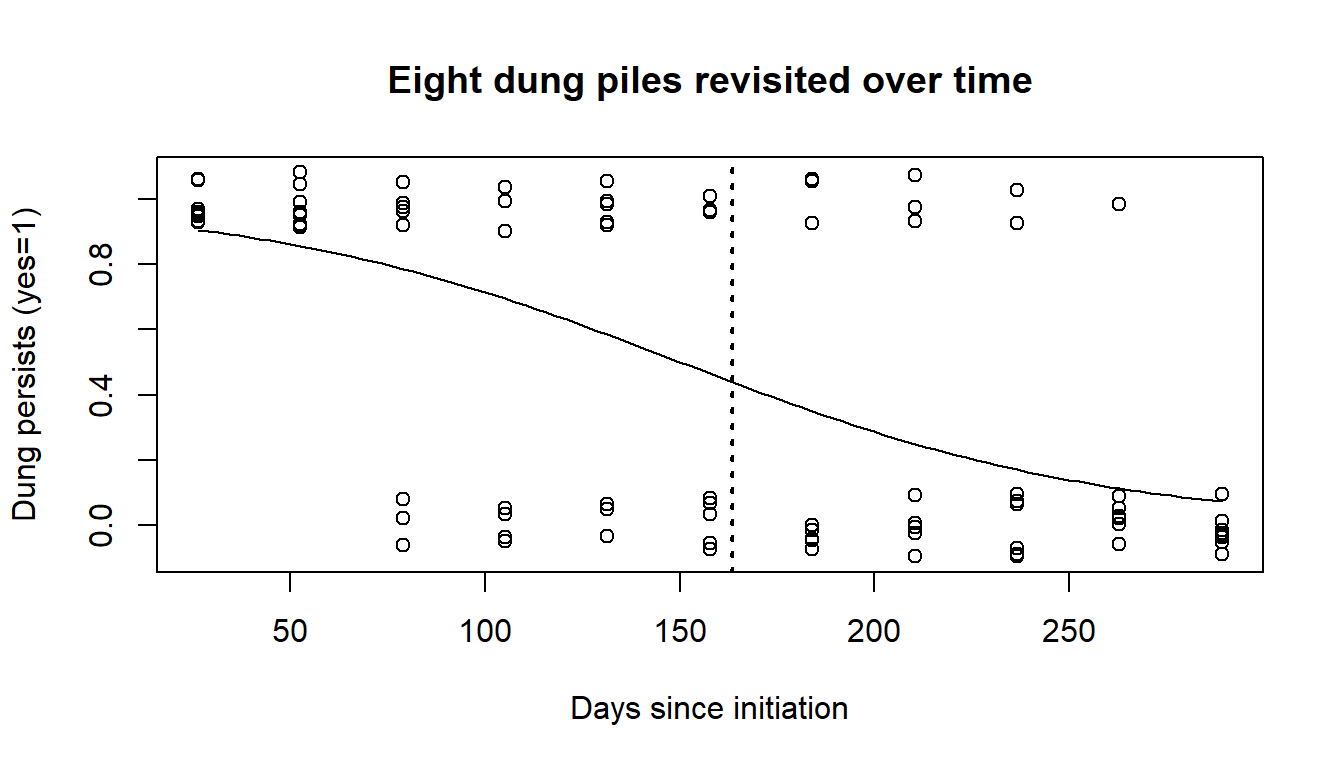 Eight dung piles revisited over time
Dung persists (yes=1)
0.8
0.4
0.0
50 100 150 200 250
Days since initiation